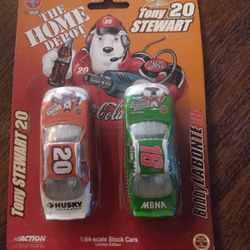 THE
HOME
DEPOT
Tony 20
STEWART
20
Coca-Cola
Tony STEWART 20
20
HUSKY
18
MBNA
Bobby LABONTE 18
ACTION
1:64-scale Stock Cars
Limited Edition